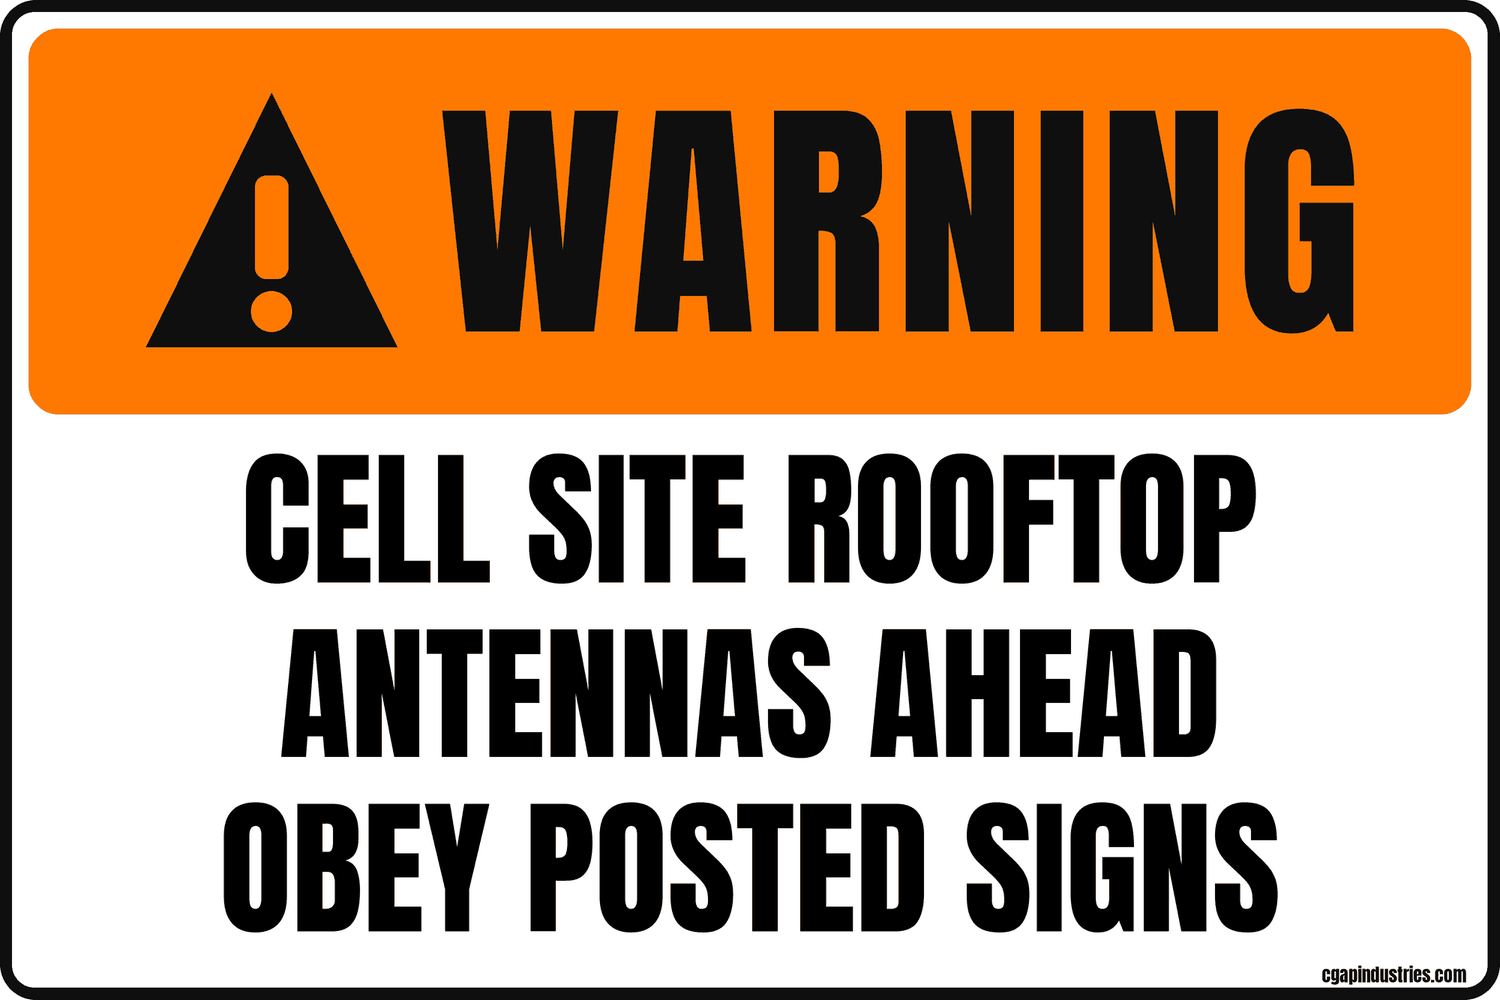 WARNING
CELL SITE ROOFTOP
ANTENNAS AHEAD
OBEY POSTED SIGNS
cgapindustries.com